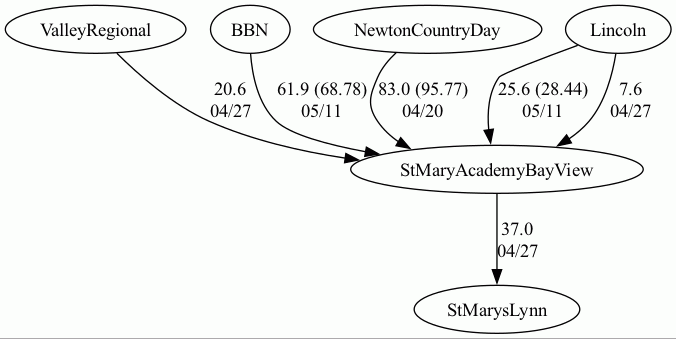 ValleyRegional
BBN
NewtonCountryDay
Lincoln
20.6
04/27
61.9 (68.78)
05/11
83.0 (95.77)
04/20
25.6 (28.44)
05/11
7.6
04/27
StMaryAcademyBayView
37.0
04/27
StMarysLynn